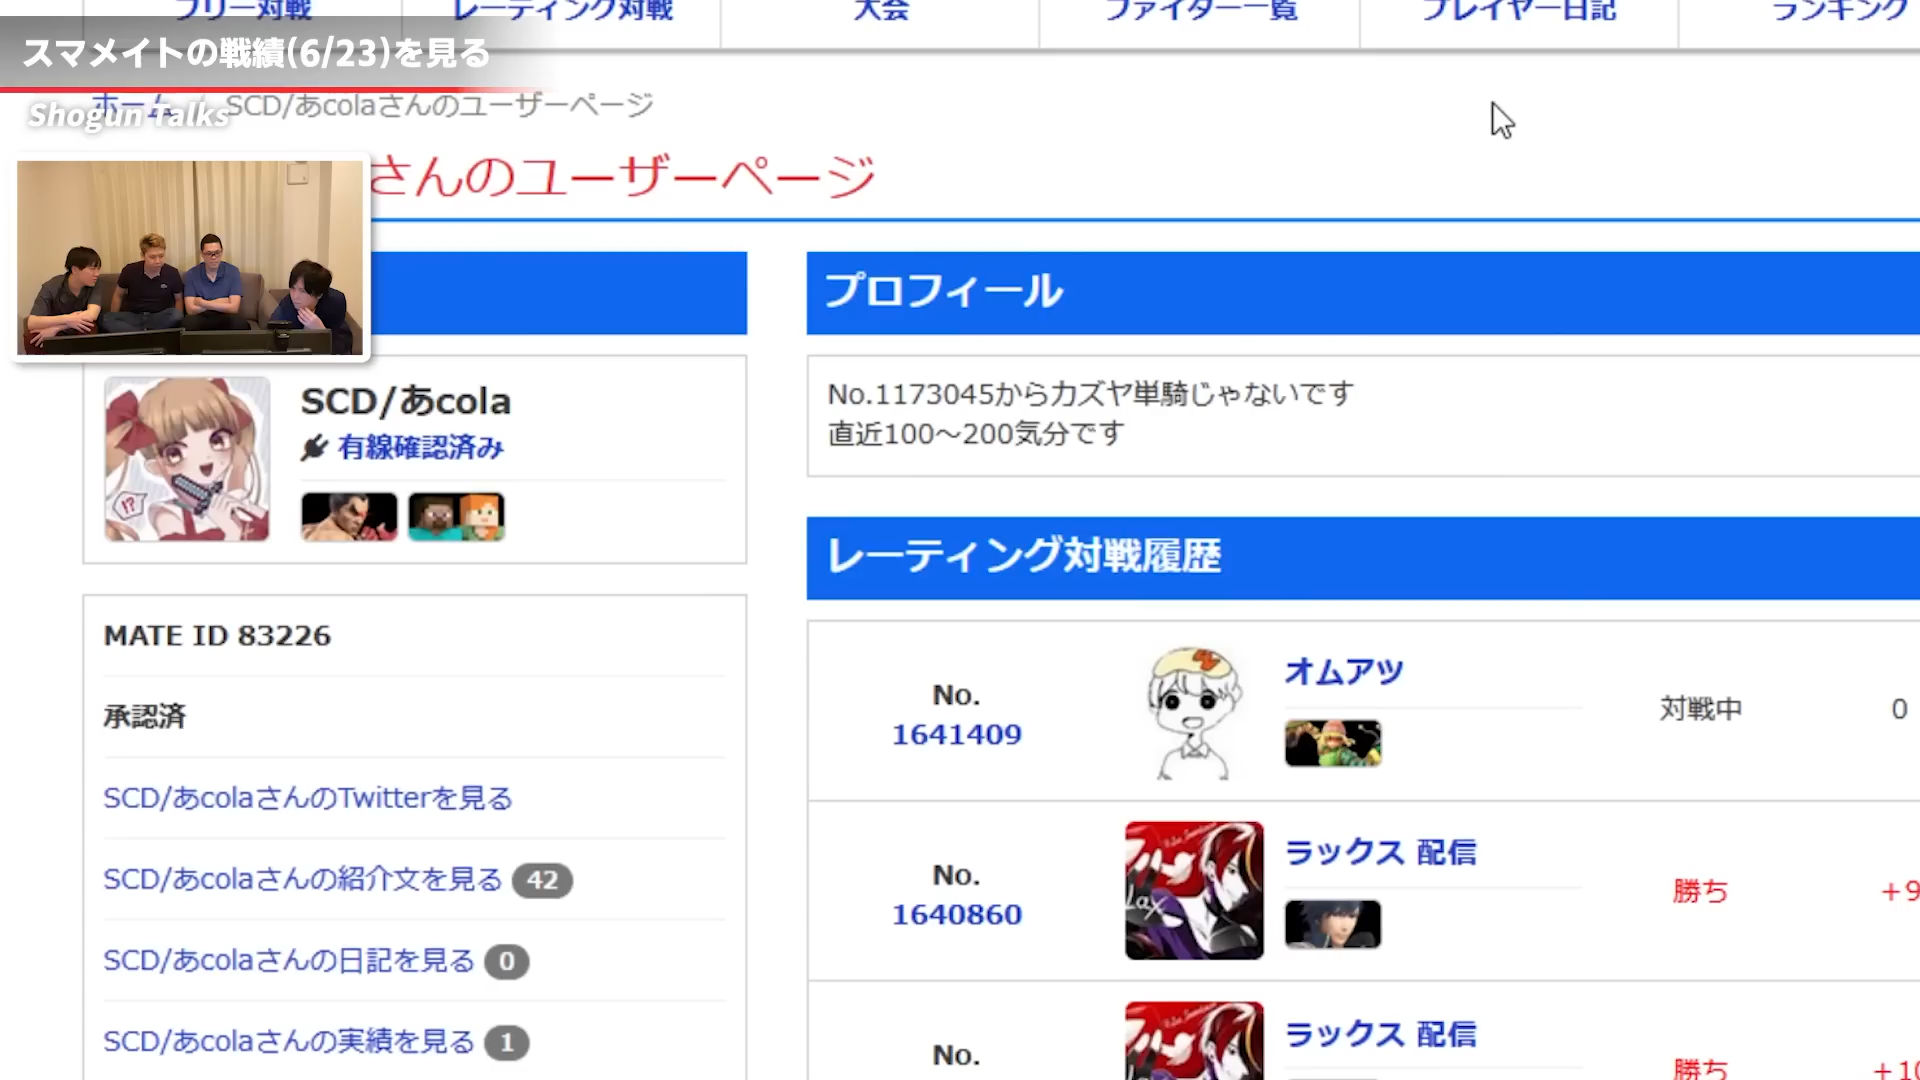 フリー対戦
レーティング対戦
大会
ファイター一覧
プレイヤー日記
ランキング
スマメイトの戦績(6/23)を見る
Shogun Talks
ホーム / SCD/あcolaさんのユーザーページ
さんのユーザーページ
SCD/あcola
有線確認済み
MATE ID 83226
承認済
SCD/あcolaさんのTwitterを見る
SCD/あcolaさんの紹介文を見る 42
SCD/あcolaさんの日記を見る 0
SCD/あcolaさんの実績を見る 1
プロフィール
No.1173045からカズヤ単騎じゃないです
直近100～200気分です
レーティング対戦履歴
No.
1641409
オムアツ
対戦中
0
No.
1640860
Lax
ラックス 配信
勝ち
+9
No.
ラックス 配信
勝ち
+10